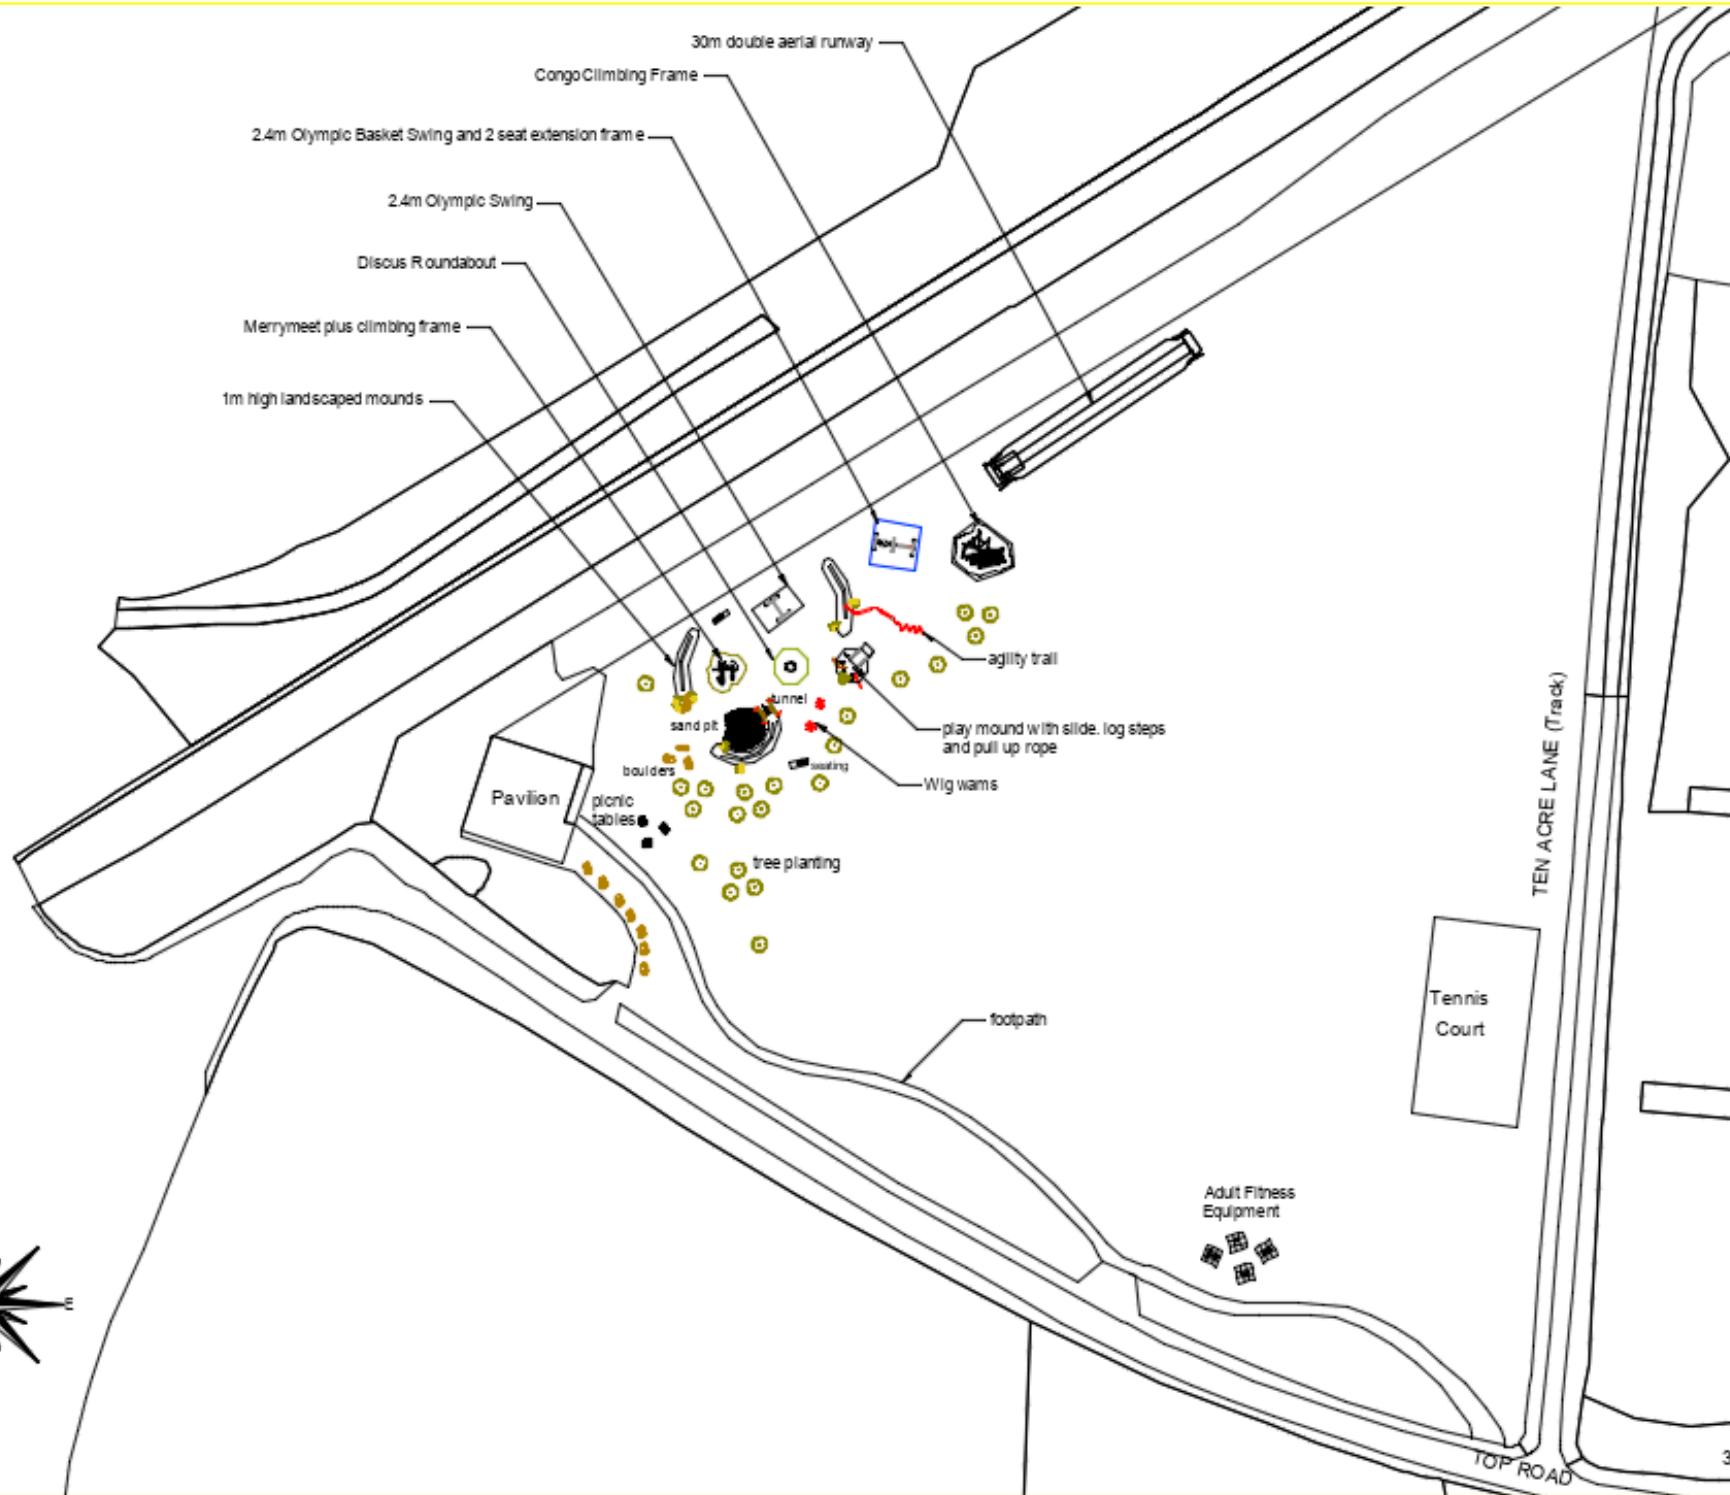 30m double aerial runway
Congo Climbing Frame
2.4m Olympic Basket Swing and 2 seat extension frame
2.4m Olympic Swing
Discus Roundabout
Merrymeet plus climbing frame
1m high landscaped mounds
agility trail
tunnel
sand pit
play mound with slide. log steps
and pull up rope
seating
boulders
Wig wams
Pavilion
picnic
tables
tree planting
TEN ACRE LANE (Track)
Tennis
Court
footpath
Adult Fitness
Equipment
E
TOP ROAD
3